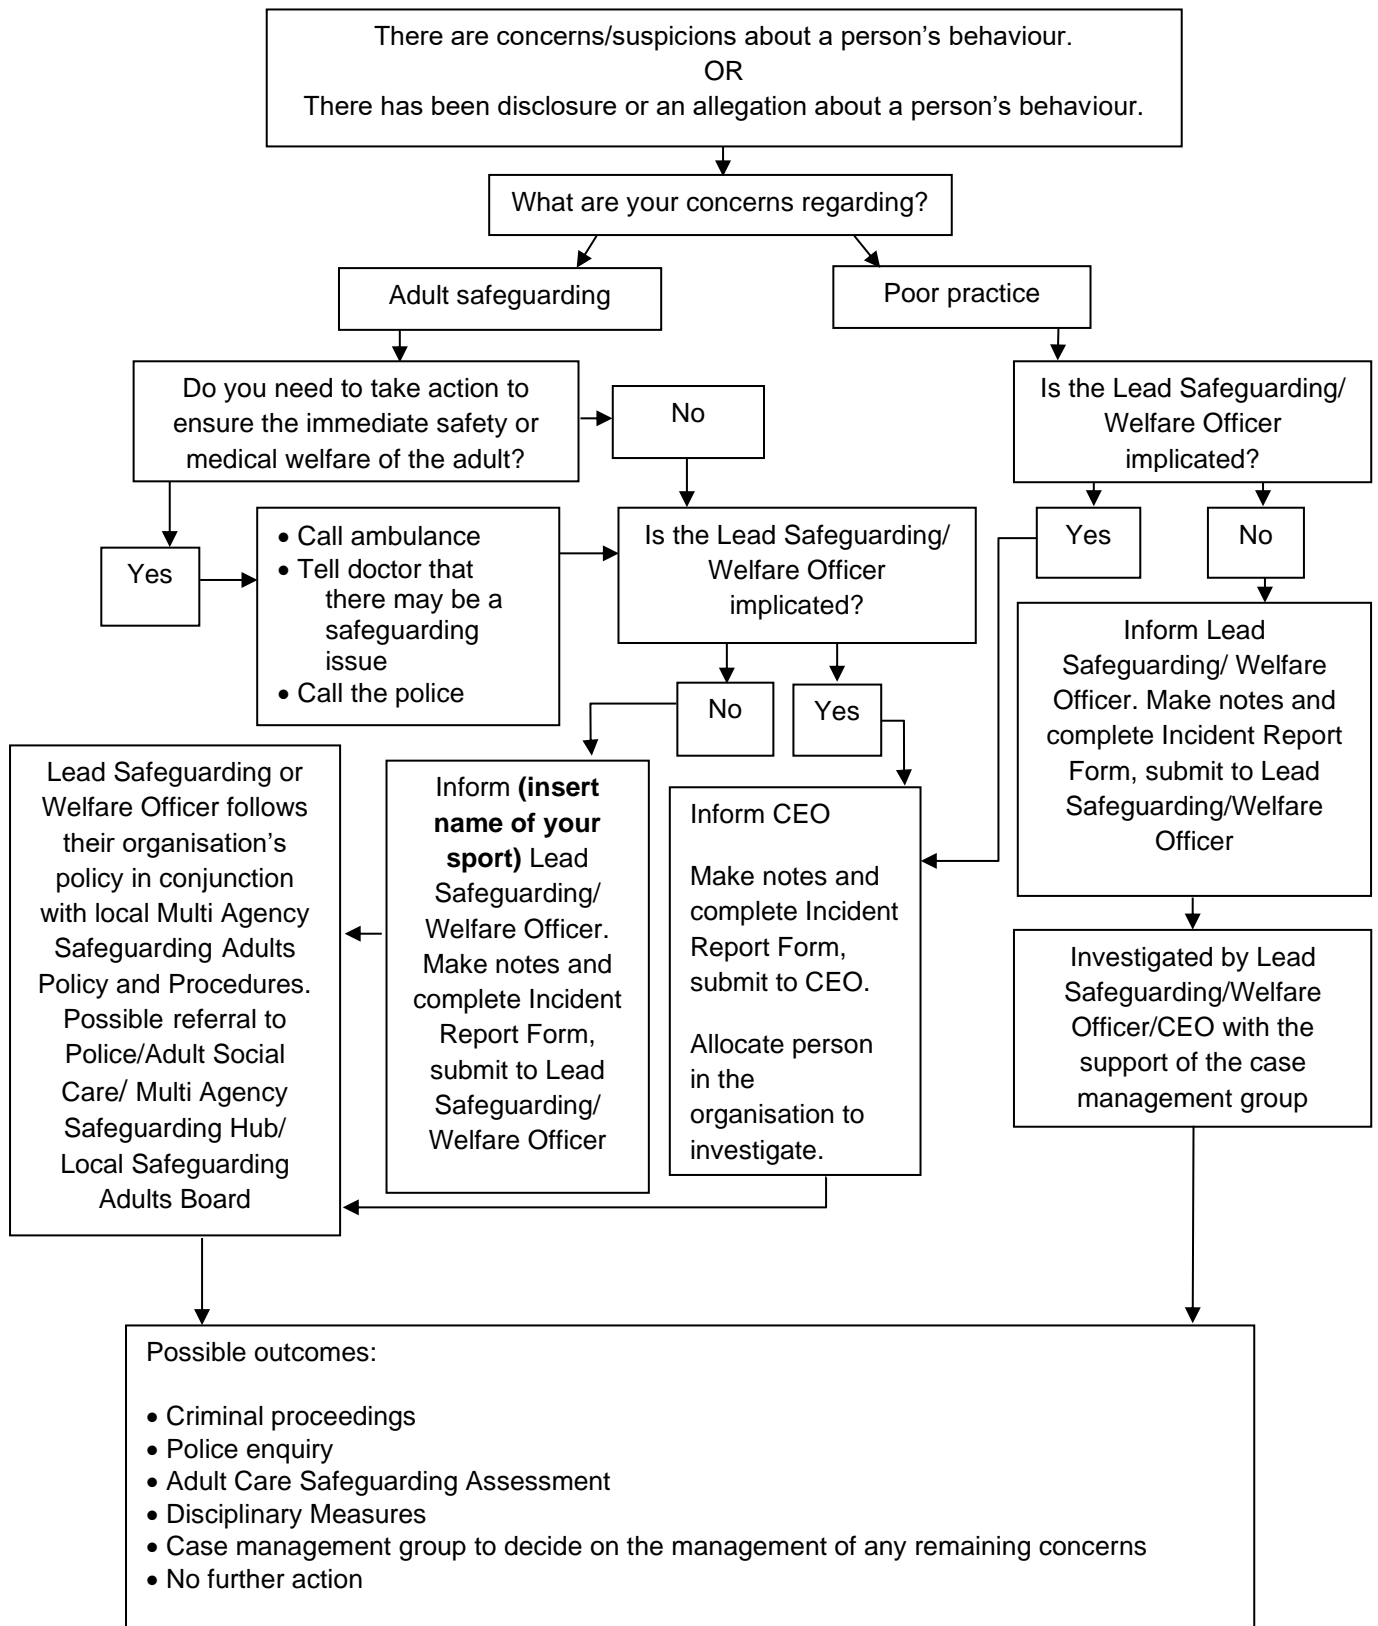 There are concerns/suspicions about a person’s behaviour.
OR
There has been disclosure or an allegation about a person’s behaviour.
What are your concerns regarding?
Adult safeguarding
Poor practice
Do you need to take action to
ensure the immediate safety or
medical welfare of the adult?
No
Is the Lead Safeguarding/
Welfare Officer
implicated?
Yes
• Call ambulance
• Tell doctor that
there may be a
safeguarding
issue
• Call the police
Is the Lead Safeguarding/
Welfare Officer
implicated?
Yes
No
No
Yes
Inform Lead
Safeguarding/ Welfare
Officer. Make notes and
complete Incident Report
Form, submit to Lead
Safeguarding/Welfare
Officer
Lead Safeguarding or
Welfare Officer follows
their organisation’s
policy in conjunction
with local Multi Agency
Safeguarding Adults
Policy and Procedures.
Possible referral to
Police/Adult Social
Care/ Multi Agency
Safeguarding Hub/
Local Safeguarding
Adults Board
Inform (insert
name of your
sport) Lead
Safeguarding/
Welfare Officer.
Make notes and
complete Incident
Report Form,
submit to Lead
Safeguarding/
Welfare Officer
Inform CEO
Make notes and
complete Incident
Report Form,
submit to CEO.
Allocate person
in the
organisation to
investigate.
Investigated by Lead
Safeguarding/Welfare
Officer/CEO with the
support of the case
management group
Possible outcomes:
• Criminal proceedings
• Police enquiry
• Adult Care Safeguarding Assessment
• Disciplinary Measures
• Case management group to decide on the management of any remaining concerns
• No further action